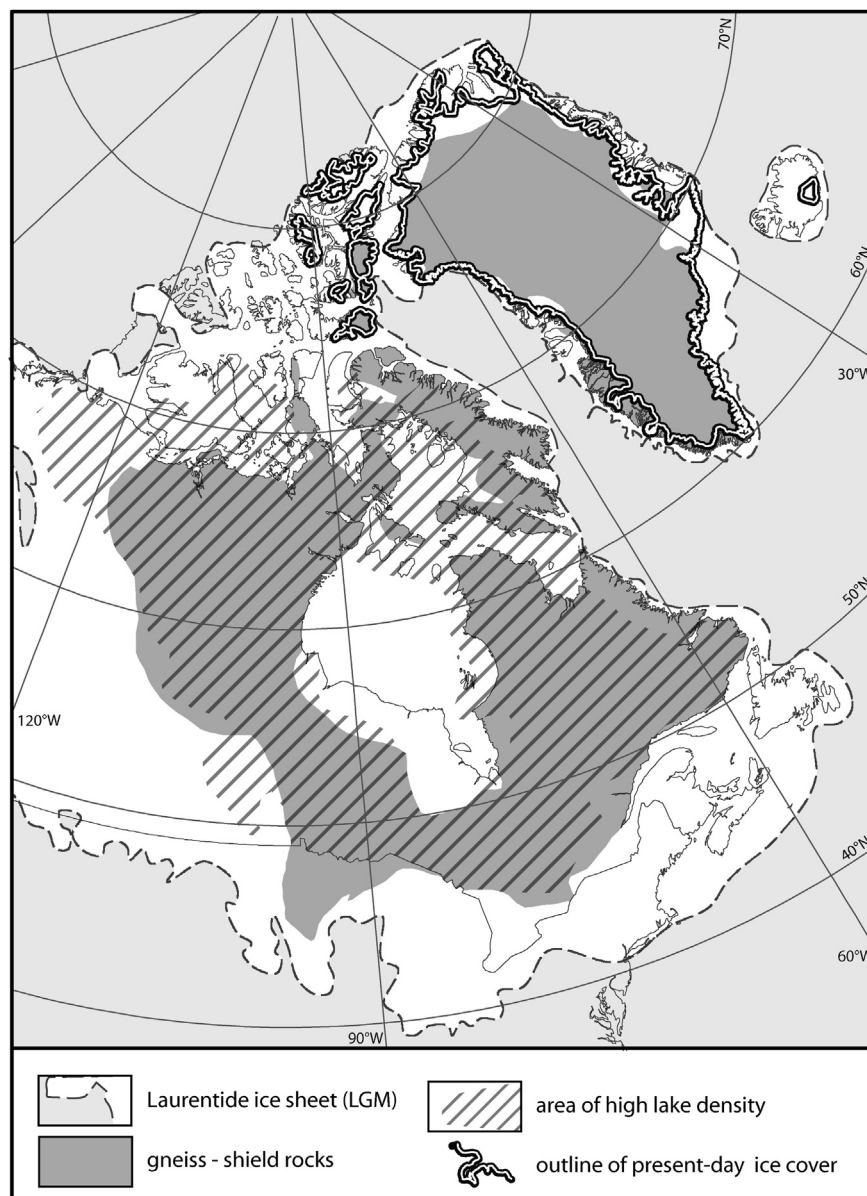 70°N
60°N
30°W
50°N
120°W
40°N
60°W
90°W
Laurentide ice sheet (LGM)
area of high lake density
gneiss - shield rocks
outline of present-day ice cover